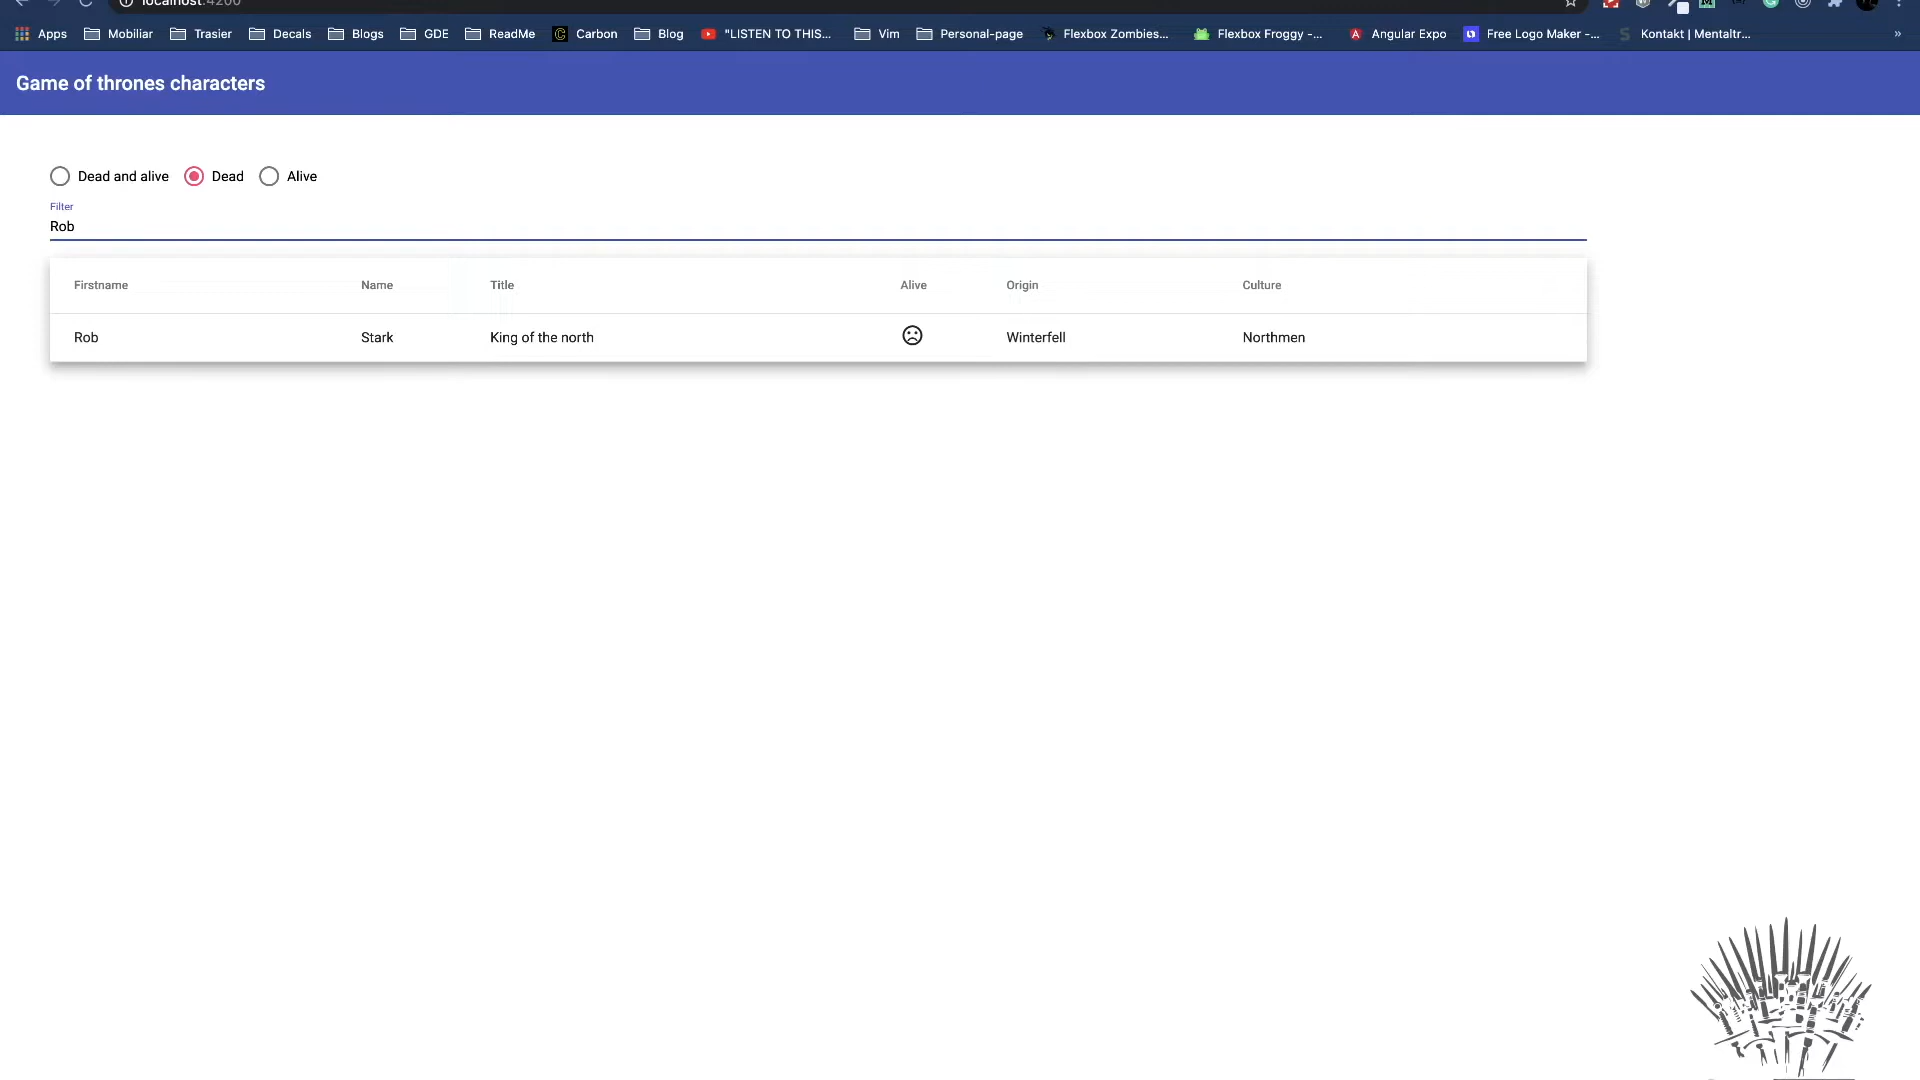 localhost:4200
Apps Mobiliar Trasier Decals Blogs GDE ReadMe Carbon Blog "LISTEN TO THIS... Vim Personal-page Flexbox Zombies... Flexbox Froggy -... Angular Expo Free Logo Maker -... Kontakt | Mentaltr... »
Game of thrones characters
Dead and alive Dead Alive
Filter
Rob
Firstname Name Title Alive Origin Culture
Rob Stark King of the north Winterfell Northmen